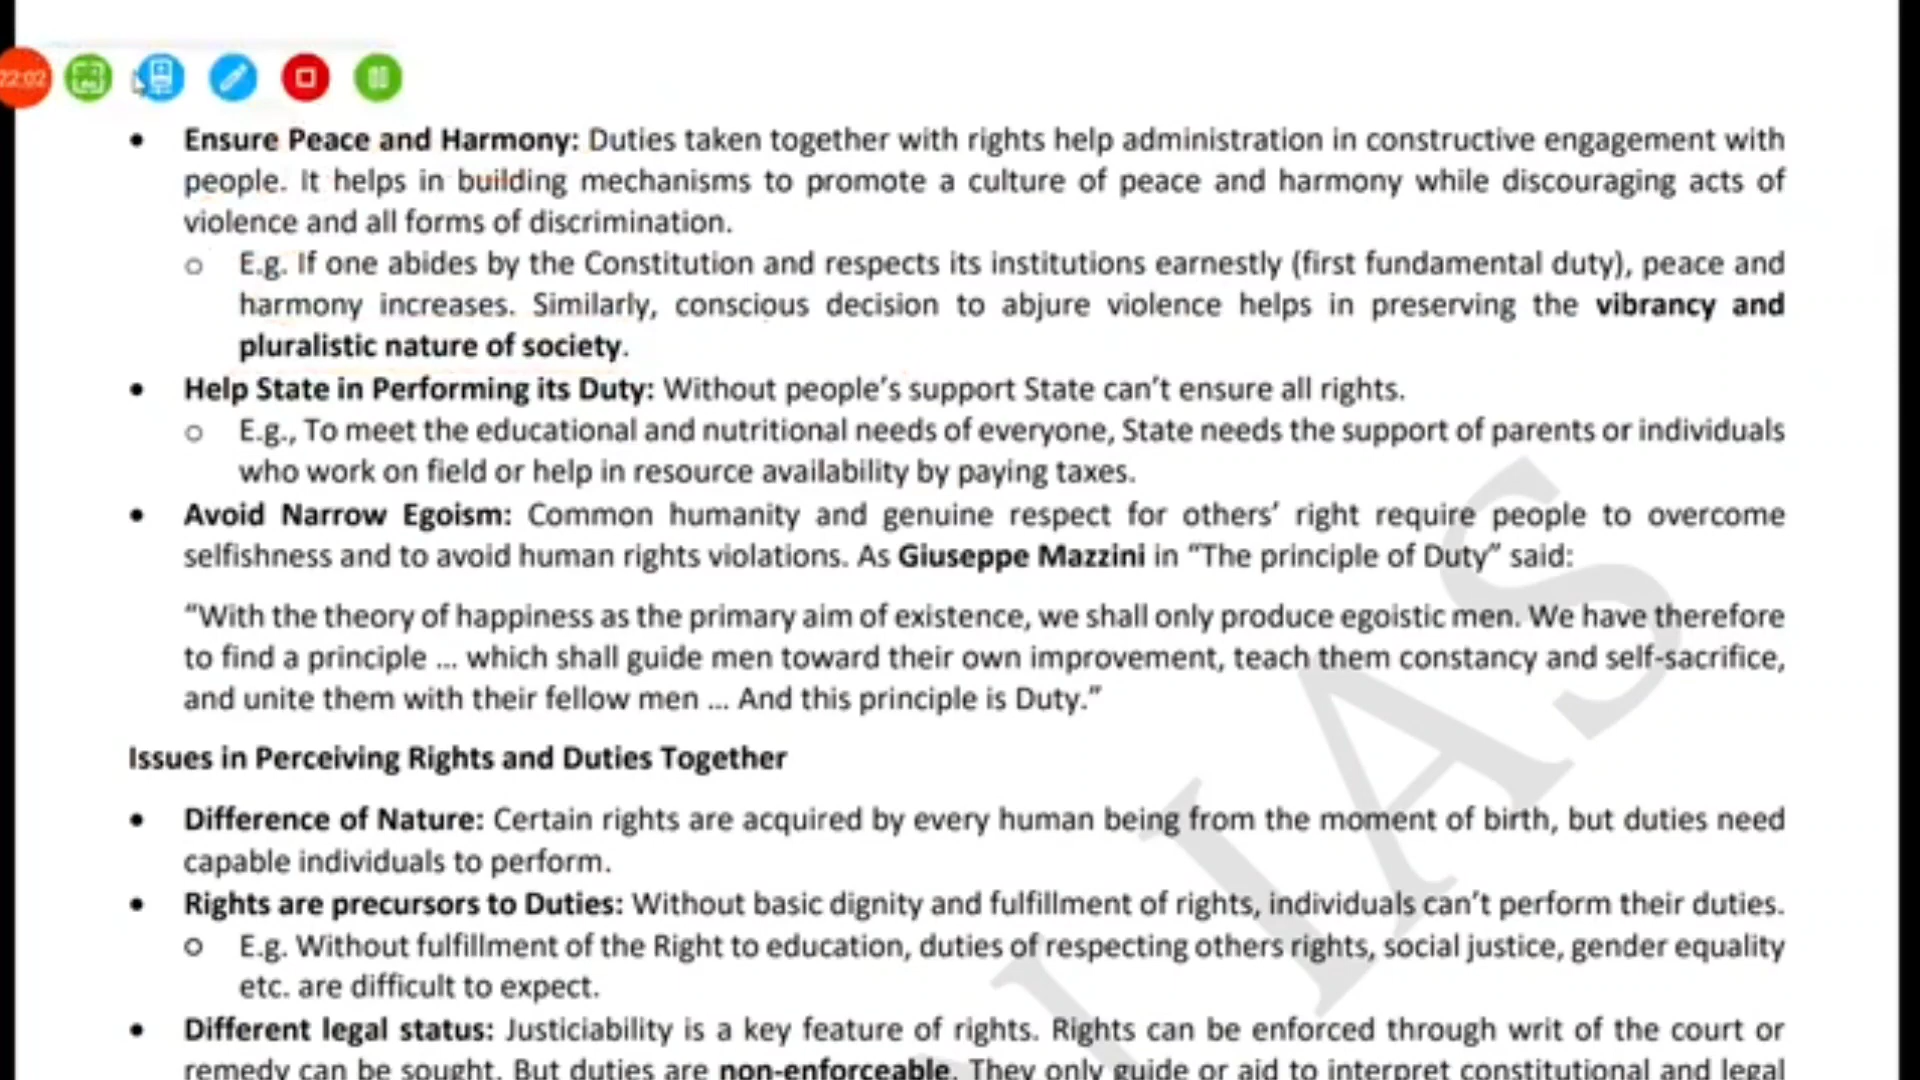 22:02
• Ensure Peace and Harmony: Duties taken together with rights help administration in constructive engagement with
people. It helps in building mechanisms to promote a culture of peace and harmony while discouraging acts of
violence and all forms of discrimination.
o E.g. If one abides by the Constitution and respects its institutions earnestly (first fundamental duty), peace and
harmony increases. Similarly, conscious decision to abjure violence helps in preserving the vibrancy and
pluralistic nature of society.
• Help State in Performing its Duty: Without people’s support State can’t ensure all rights.
o E.g., To meet the educational and nutritional needs of everyone, State needs the support of parents or individuals
who work on field or help in resource availability by paying taxes.
• Avoid Narrow Egoism: Common humanity and genuine respect for others’ right require people to overcome
selfishness and to avoid human rights violations. As Giuseppe Mazzini in “The principle of Duty” said:
“With the theory of happiness as the primary aim of existence, we shall only produce egoistic men. We have therefore
to find a principle ... which shall guide men toward their own improvement, teach them constancy and self-sacrifice,
and unite them with their fellow men ... And this principle is Duty.”
Issues in Perceiving Rights and Duties Together
• Difference of Nature: Certain rights are acquired by every human being from the moment of birth, but duties need
capable individuals to perform.
• Rights are precursors to Duties: Without basic dignity and fulfillment of rights, individuals can’t perform their duties.
o E.g. Without fulfillment of the Right to education, duties of respecting others rights, social justice, gender equality
etc. are difficult to expect.
• Different legal status: Justiciability is a key feature of rights. Rights can be enforced through writ of the court or
remedy can be sought. But duties are non-enforceable. They only guide or aid to interpret constitutional and legal
IAS